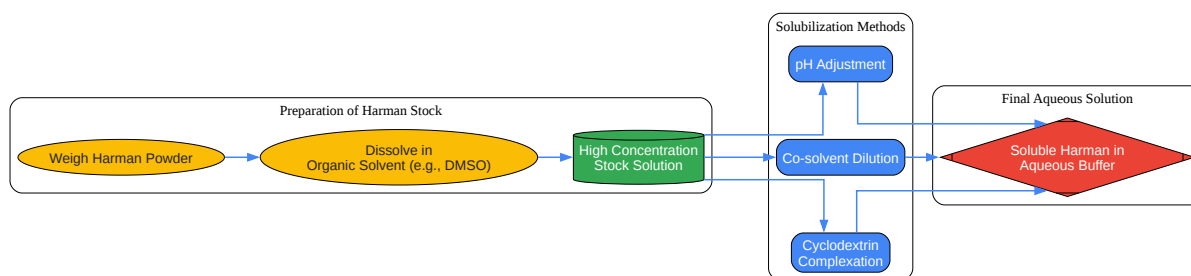 Preparation of Harman Stock
Weigh Harman Powder
Dissolve in
Organic Solvent (e.g., DMSO)
High Concentration
Stock Solution
Solubilization Methods
pH Adjustment
Co-solvent Dilution
Cyclodextrin
Complexation
Final Aqueous Solution
Soluble Harman in
Aqueous Buffer